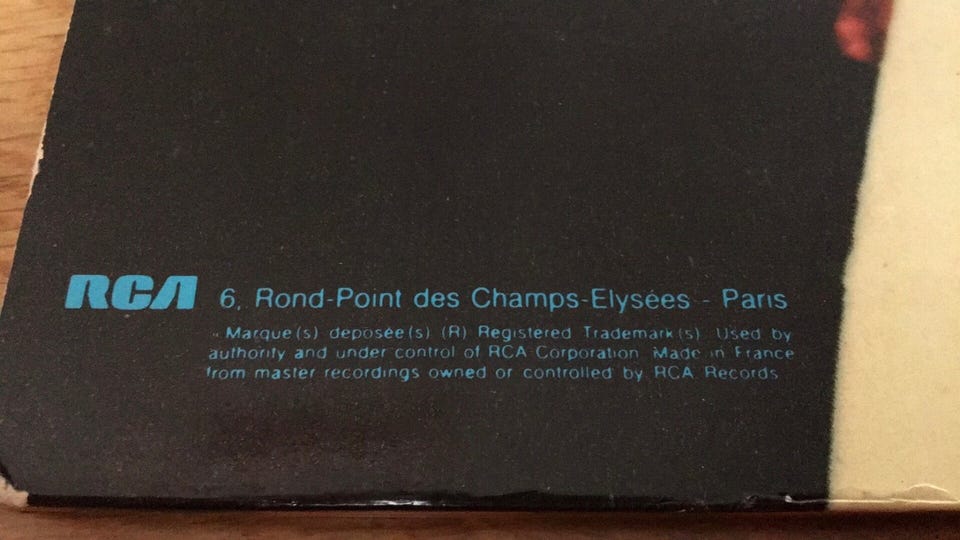 RCA 6, Rond-Point des Champs-Elysées - Paris
Marque(s) deposée(s) (R) Registered Trademark(s). Used by
authority and under control of RCA Corporation. Made in France
from master recordings owned or controlled by RCA Records.